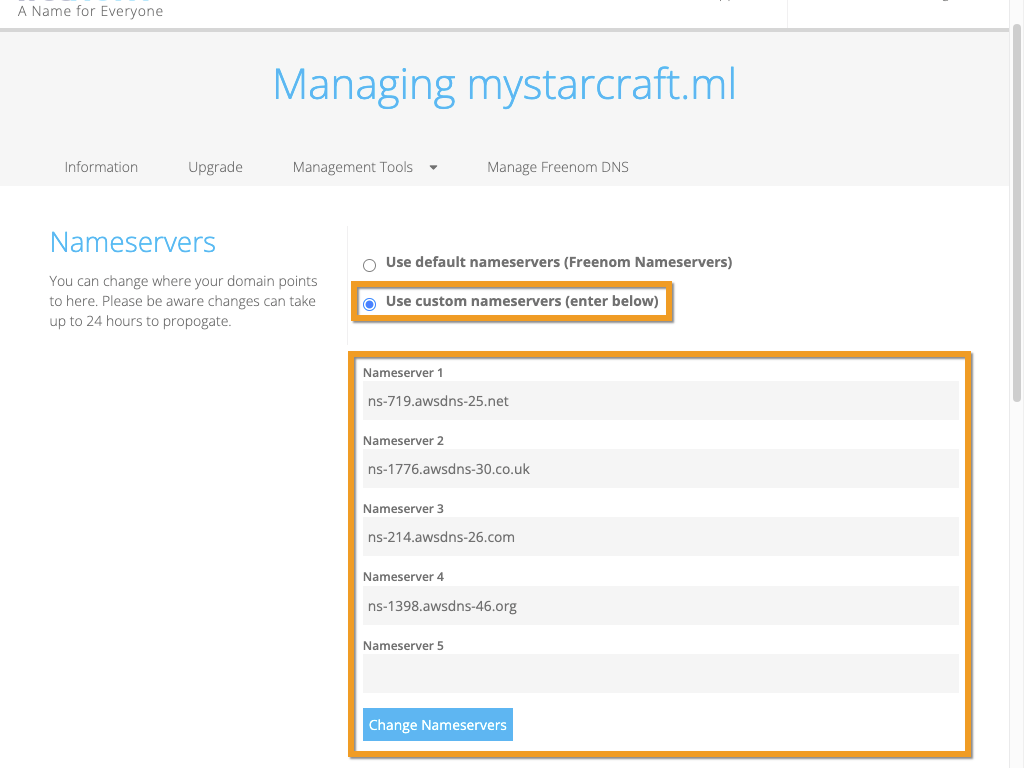 A Name for Everyone
Managing mystarcraft.ml
Information
Upgrade
Management Tools
Manage Freenom DNS
Nameservers
You can change where your domain points
to here. Please be aware changes can take
up to 24 hours to propogate.
Use default nameservers (Freenom Nameservers)
Use custom nameservers (enter below)
Nameserver 1
ns-719.awsdns-25.net
Nameserver 2
ns-1776.awsdns-30.co.uk
Nameserver 3
ns-214.awsdns-26.com
Nameserver 4
ns-1398.awsdns-46.org
Nameserver 5
Change Nameservers